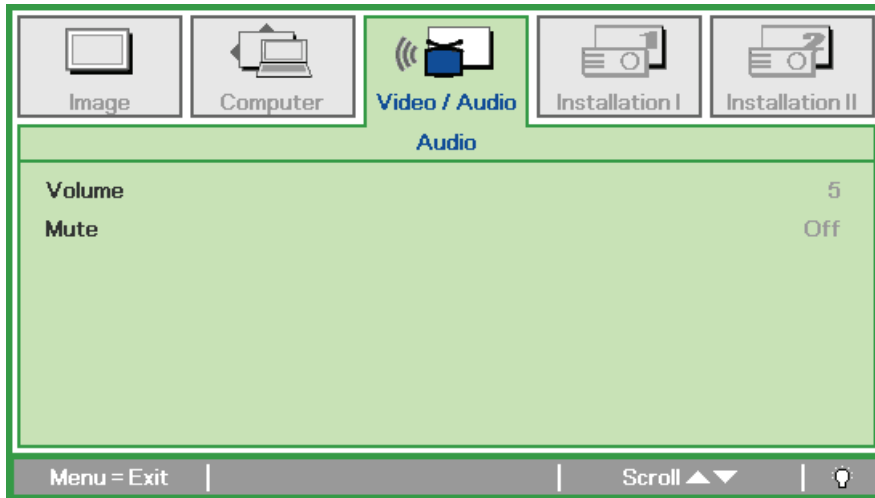 Image
Computer
Video / Audio
Installation I
Installation II
Audio
Volume 5
Mute Off
Menu = Exit
Scroll ▲▼